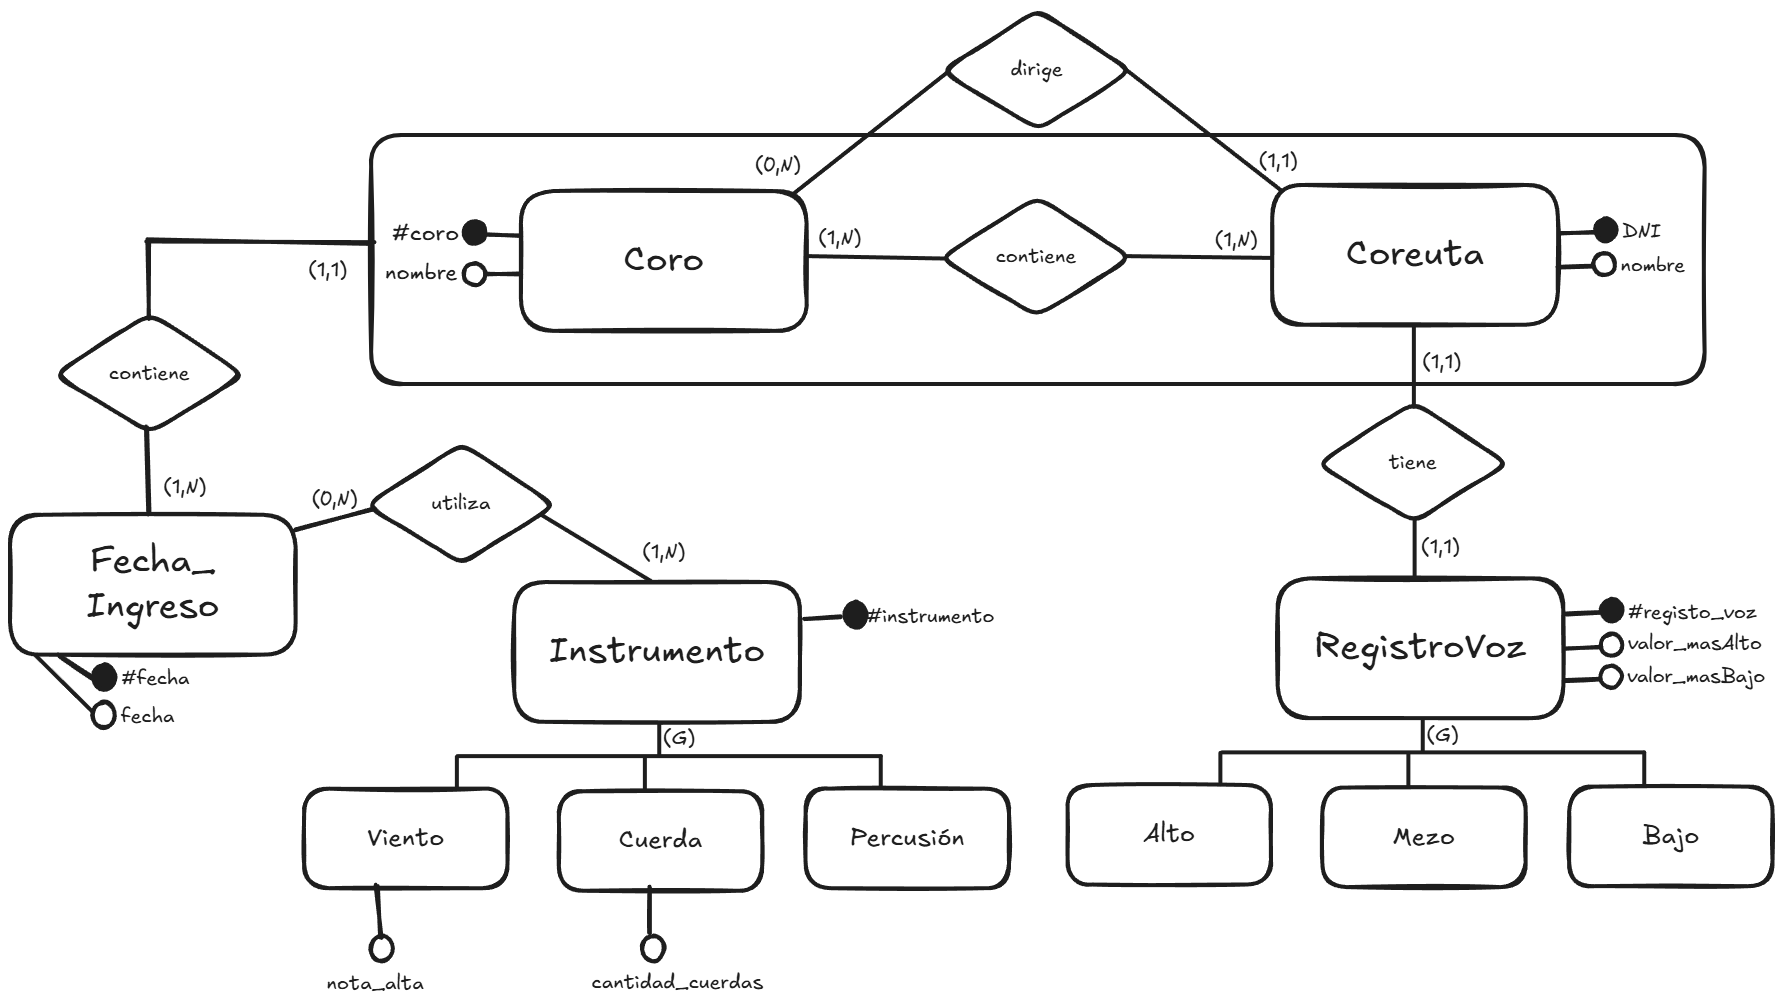 dirige
(0,N)
(1,1)
#coro
nombre
Coro
(1,N)
contiene
(1,N)
Coreuta
DNI
nombre
(1,1)
contiene
(1,1)
(1,N)
(0,N)
utiliza
(1,N)
tiene
(1,1)
Fecha_
Ingreso
#fecha
fecha
Instrumento
#instrumento
RegistroVoz
#registo_voz
valor_masAlto
valor_masBajo
(G)
(G)
Viento
Cuerda
Percusión
Alto
Mezo
Bajo
nota_alta
cantidad_cuerdas